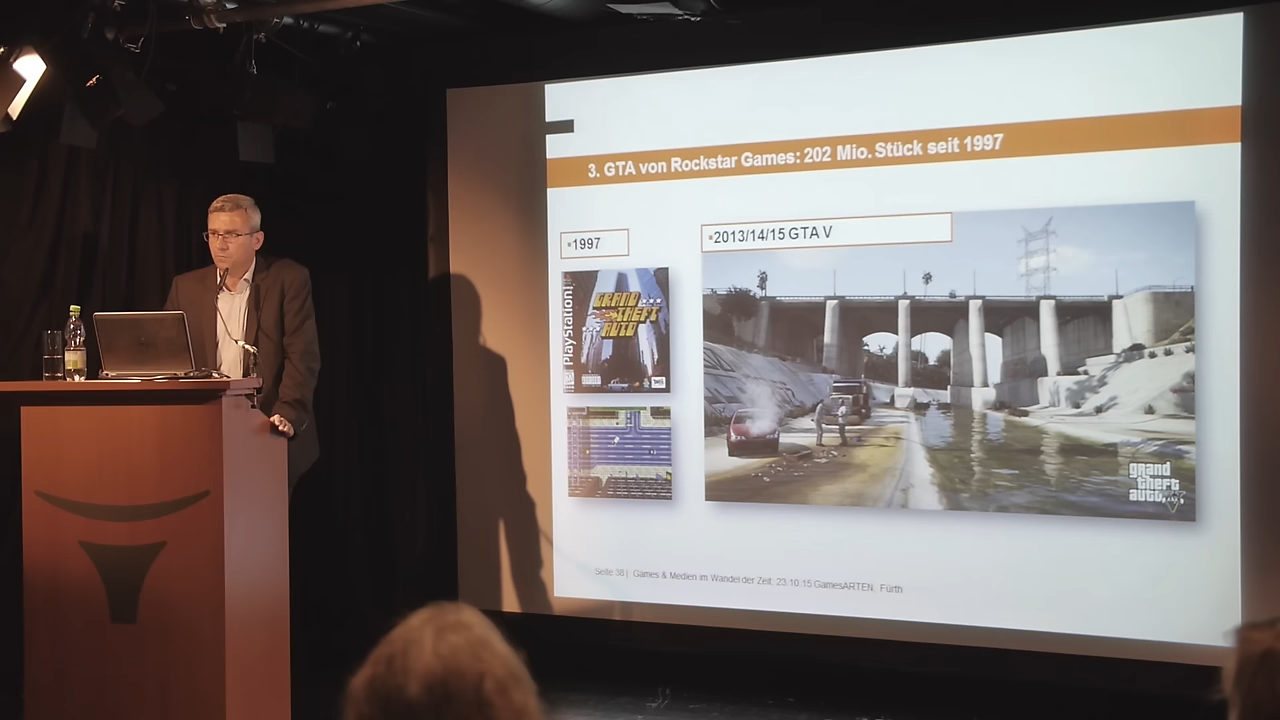 3. GTA von Rockstar Games: 202 Mio. Stück seit 1997
1997
2013/14/15 GTA V
PlayStation
GRAND
THEFT
AUTO
grand
theft
auto V
Seite 38 | Games & Medien im Wandel der Zeit, 23.10.15 GamesARTEN, Fürth